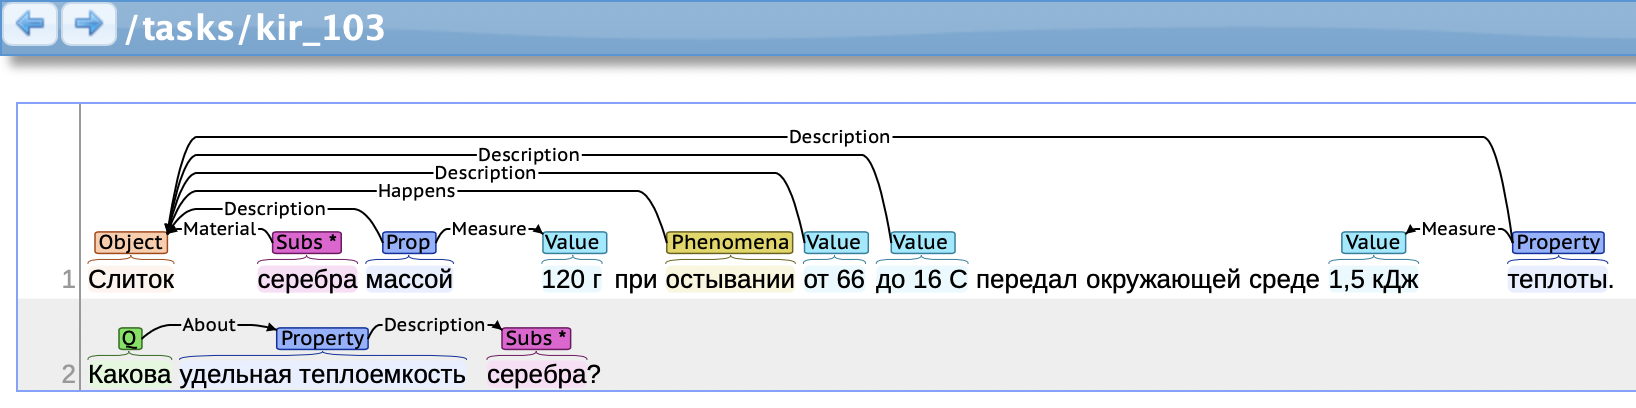 /tasks/kir_103
Description
Description
Description
Happens
Description
Material Measure Measure
Object Subs * Prop Value Phenomena Value Value Value Property
1 Слиток серебра массой 120 г при остывании от 66 до 16 С передал окружающей среде 1,5 кДж теплоты.
About Description
Q Property Subs *
2 Какова удельная теплоемкость серебра?